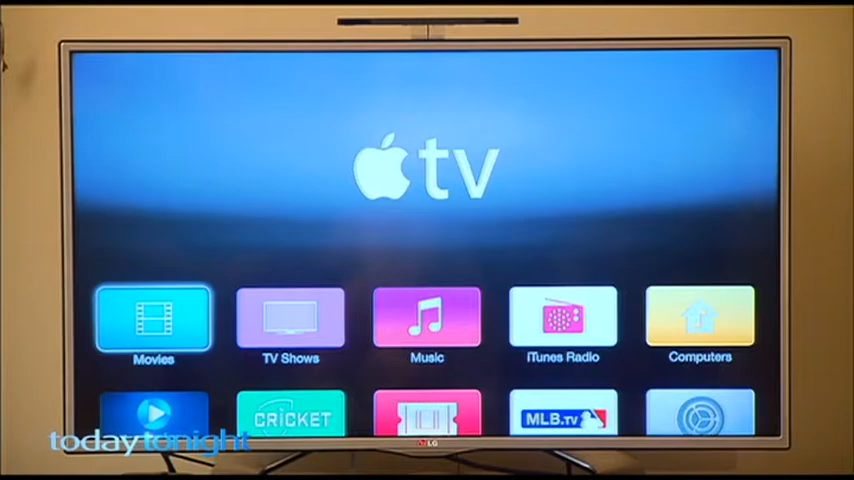 tv
Movies
TV Shows
Music
iTunes Radio
Computers
CRICKET
MLB.TV
todaytonight
LG